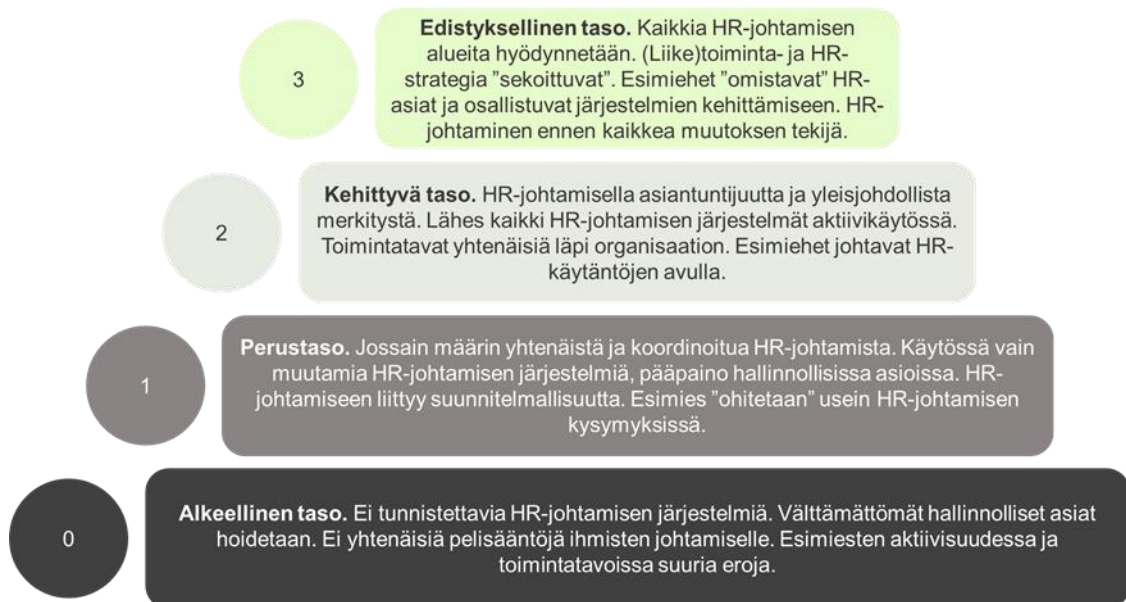 3
Edistyksellinen taso. Kaikkia HR-johtamisen
alueita hyödynnetään. (Liike)toiminta- ja HR-
strategia ”sekoittuvat”. Esimiehet ”omistavat” HR-
asiat ja osallistuvat järjestelmien kehittämiseen. HR-
johtaminen ennen kaikkea muutoksen tekijä.
2
Kehittyvä taso. HR-johtamisella asiantuntijuutta ja yleisjohdollista
merkitystä. Lähes kaikki HR-johtamisen järjestelmät aktiivikäytössä.
Toimintatavat yhtenäisiä läpi organisaation. Esimiehet johtavat HR-
käytäntöjen avulla.
1
Perustaso. Jossain määrin yhtenäistä ja koordinoitua HR-johtamista. Käytössä vain
muutamia HR-johtamisen järjestelmiä, pääpaino hallinnollisissa asioissa. HR-
johtamiseen liittyy suunnitelmallisuutta. Esimies ”ohitetaan” usein HR-johtamisen
kysymyksissä.
0
Alkeellinen taso. Ei tunnistettavia HR-johtamisen järjestelmiä. Välttämättömät hallinnolliset asiat
hoidetaan. Ei yhtenäisiä pelisääntöjä ihmisten johtamiselle. Esimiesten aktiivisuudessa ja
toimintatavoissa suuria eroja.